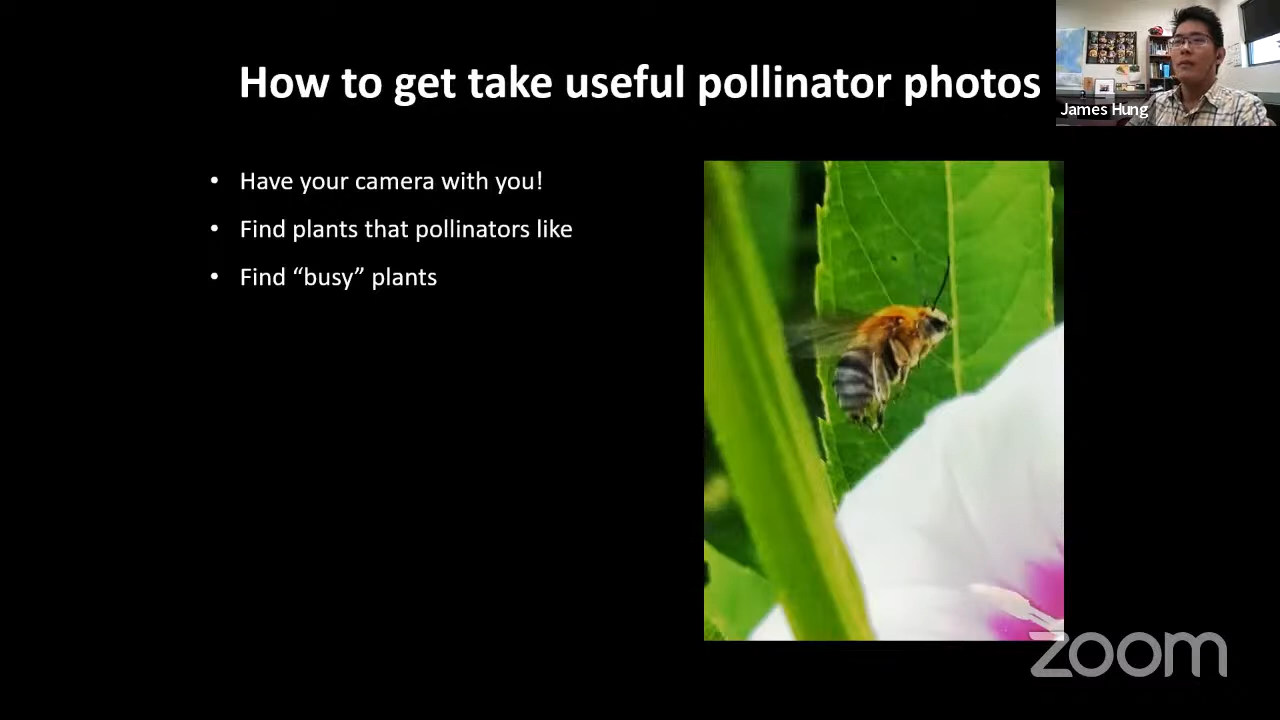 How to get take useful pollinator photos
James Hung
• Have your camera with you!
• Find plants that pollinators like
• Find “busy” plants
zoom